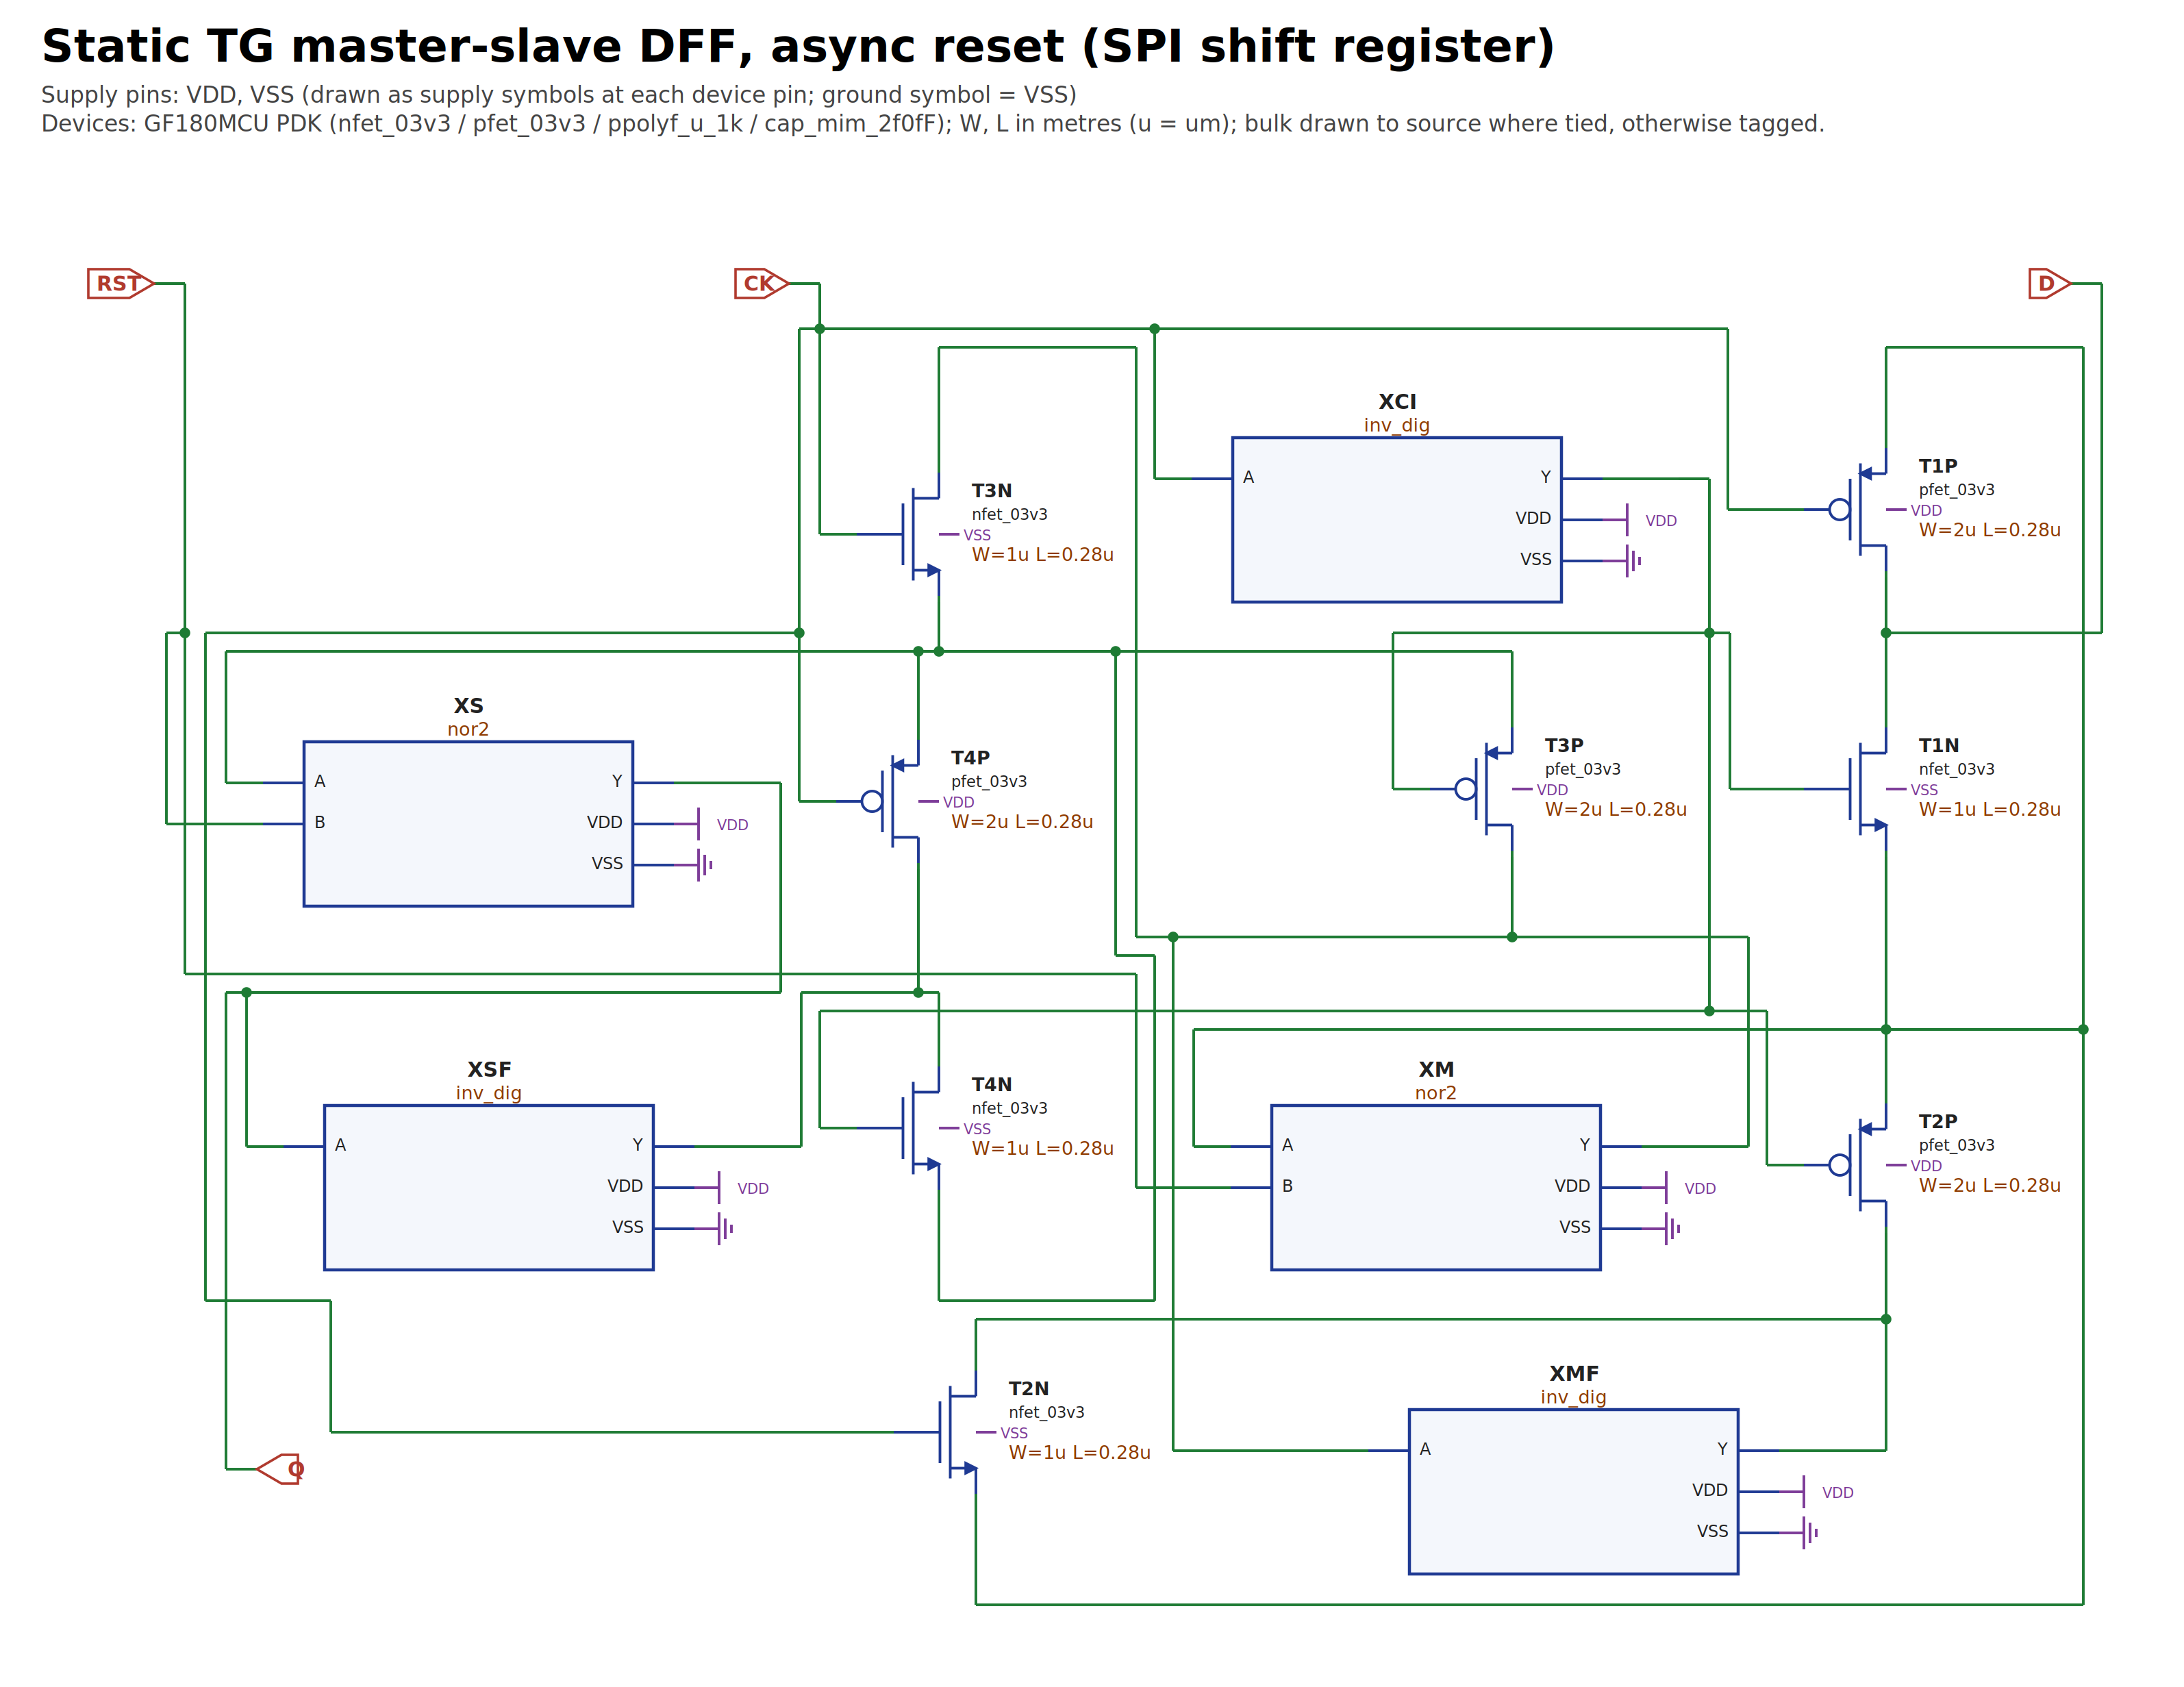 Static TG master-slave DFF, async reset (SPI shift register)
Supply pins: VDD, VSS (drawn as supply symbols at each device pin; ground symbol = VSS)
Devices: GF180MCU PDK (nfet_03v3 / pfet_03v3 / ppolyf_u_1k / cap_mim_2f0fF); W, L in metres (u = um); bulk drawn to source where tied, otherwise tagged.
RST
CK
D
XCI
inv_dig
A
Y
VDD
VDD
VSS
T3N
nfet_03v3
VSS
W=1u L=0.28u
T1P
pfet_03v3
VDD
W=2u L=0.28u
XS
nor2
A
B
Y
VDD
VDD
VSS
T4P
pfet_03v3
VDD
W=2u L=0.28u
T3P
pfet_03v3
VDD
W=2u L=0.28u
T1N
nfet_03v3
VSS
W=1u L=0.28u
XSF
inv_dig
A
Y
VDD
VDD
VSS
T4N
nfet_03v3
VSS
W=1u L=0.28u
XM
nor2
A
B
Y
VDD
VDD
VSS
T2P
pfet_03v3
VDD
W=2u L=0.28u
T2N
nfet_03v3
VSS
W=1u L=0.28u
XMF
inv_dig
A
Y
VDD
VDD
VSS
Q